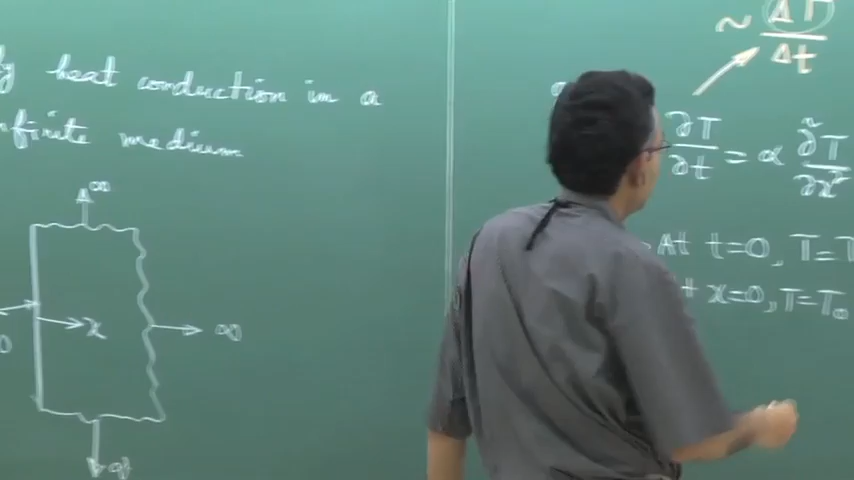 heat conduction in a
finite medium
∞
x
∞
~ ΔT/Δt
∂T/∂t = α ∂²T/∂x²
At t=0, T=T
x=0, T=T₀